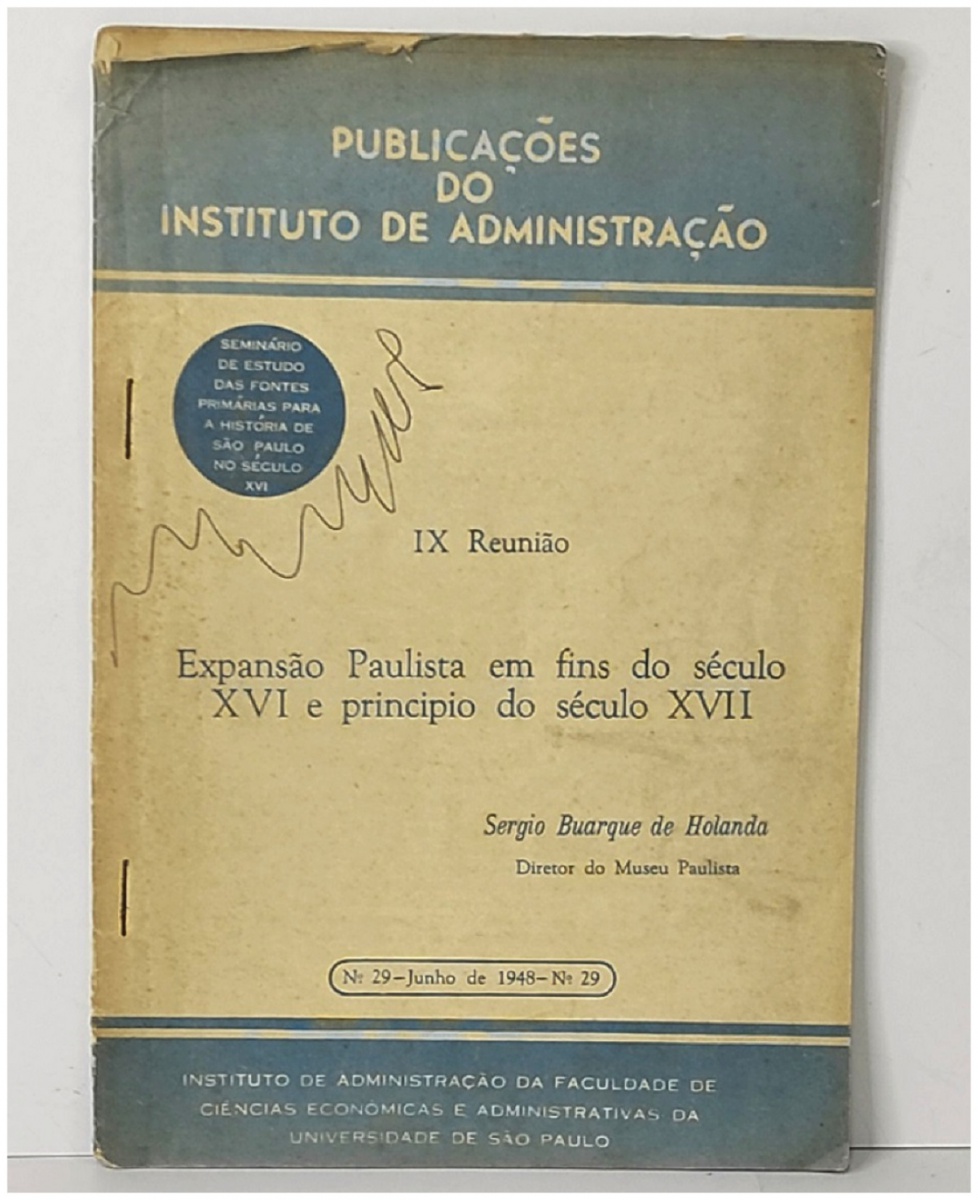 PUBLICAÇÕES
DO
INSTITUTO DE ADMINISTRAÇÃO
SEMINÁRIO
DE ESTUDO
DAS FONTES
PRIMÁRIAS PARA
A HISTÓRIA DE
SÃO PAULO
NO SÉCULO
XVI
IX Reunião
Expansão Paulista em fins do século
XVI e principio do século XVII
Sergio Buarque de Holanda
Diretor do Museu Paulista
Nº 29-Junho de 1948-Nº 29
INSTITUTO DE ADMINISTRAÇÃO DA FACULDADE DE
CIÊNCIAS ECONÔMICAS E ADMINISTRATIVAS DA
UNIVERSIDADE DE SÃO PAULO